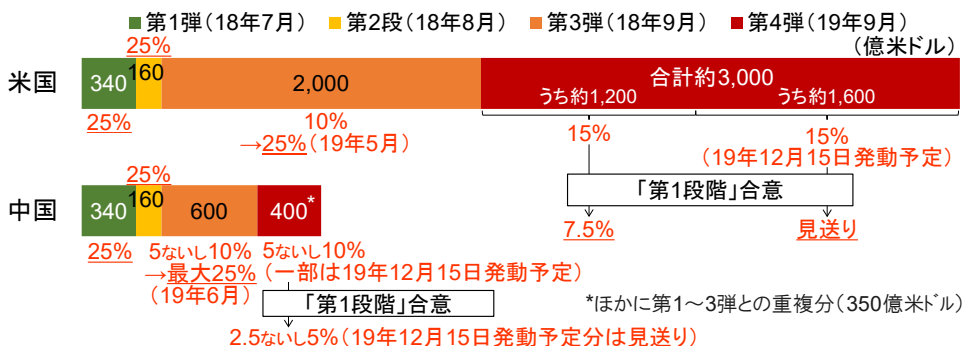 ■第1弾（18年7月） ■第2段（18年8月） ■第3弾（18年9月） ■第4弾（19年9月）
（億米ドル）
25%
米国 340 160 2,000 合計約3,000
うち約1,200 うち約1,600
25% 10% 15% 15%
→25%（19年5月） （19年12月15日発動予定）
25%
「第1段階」合意
中国 340 160 600 400*
7.5% 見送り
25% 5ないし10% 5ないし10%
→最大25% （一部は19年12月15日発動予定）
（19年6月）
「第1段階」合意
*ほかに第1～3弾との重複分（350億米ﾄﾞﾙ）
2.5ないし5%（19年12月15日発動予定分は見送り）